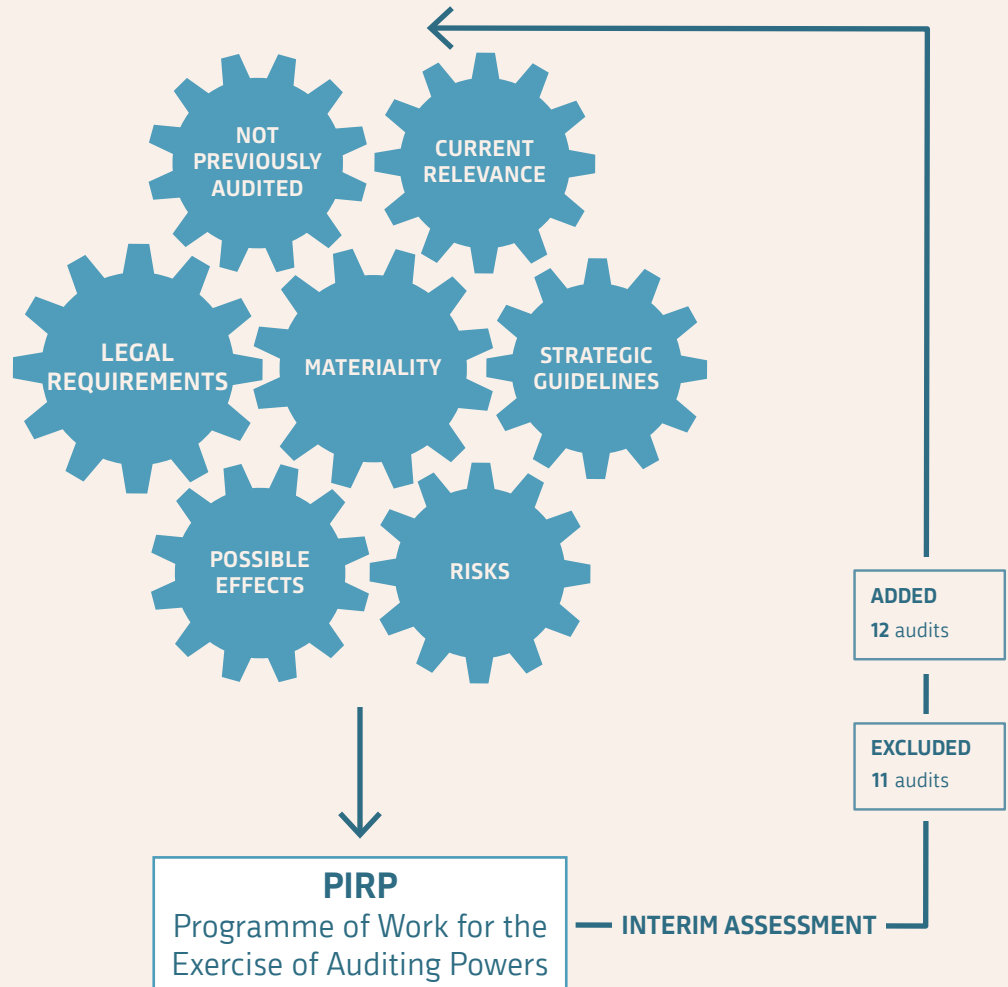 NOT
PREVIOUSLY
AUDITED
CURRENT
RELEVANCE
LEGAL
REQUIREMENTS
MATERIALITY
STRATEGIC
GUIDELINES
POSSIBLE
EFFECTS
RISKS
ADDED
12 audits
EXCLUDED
11 audits
PIRP
Programme of Work for the
Exercise of Auditing Powers
INTERIM ASSESSMENT